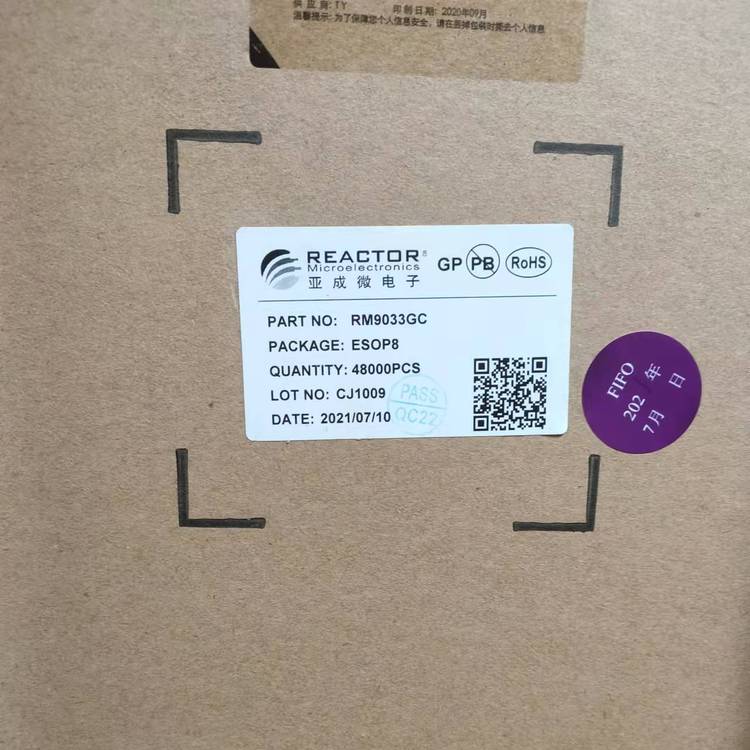 供应商: TY 印制日期: 2020年09月
温馨提示: 为了保障您个人信息安全, 请在丢掉包装时撕去个人信息
REACTOR®
Microelectronics
亚成微电子
GP PB RoHS
PART NO: RM9033GC
PACKAGE: ESOP8
QUANTITY: 48000PCS
LOT NO: CJ1009
DATE: 2021/07/10
PASS
QC22
FIFO
202 年
7月 日